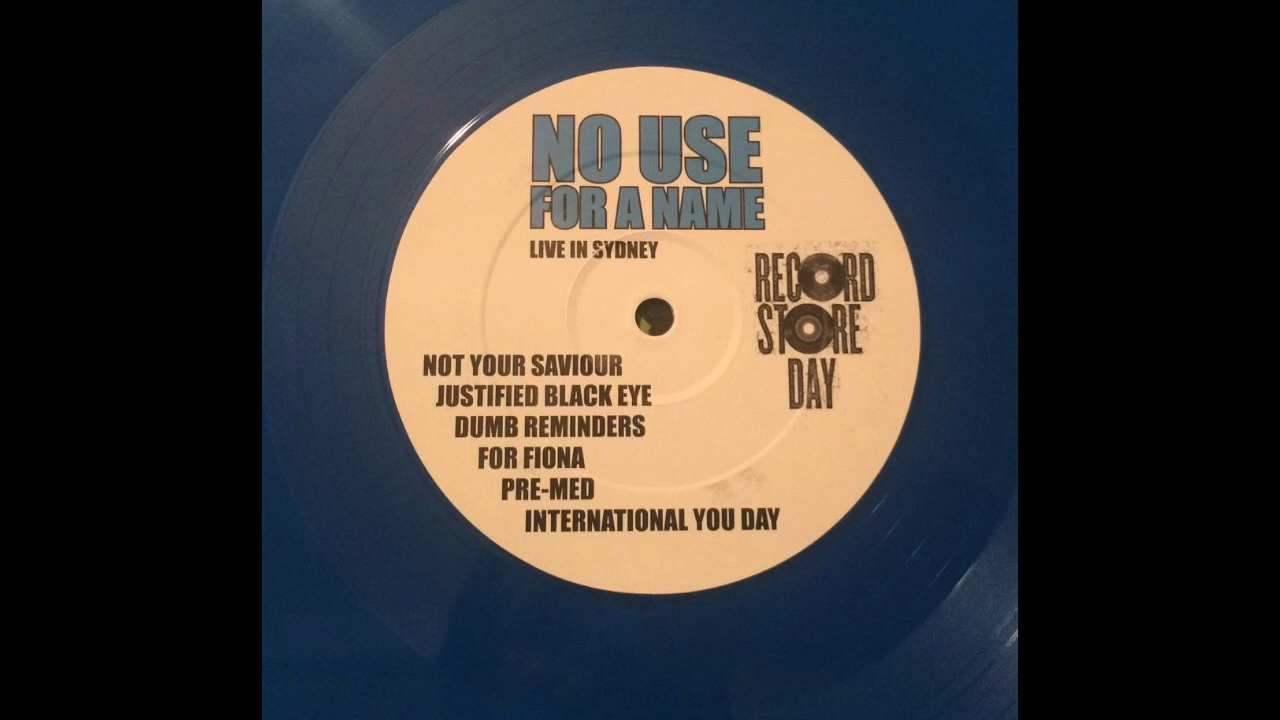 NO USE
FOR A NAME
LIVE IN SYDNEY
RECORD
STORE
DAY
NOT YOUR SAVIOUR
JUSTIFIED BLACK EYE
DUMB REMINDERS
FOR FIONA
PRE-MED
INTERNATIONAL YOU DAY